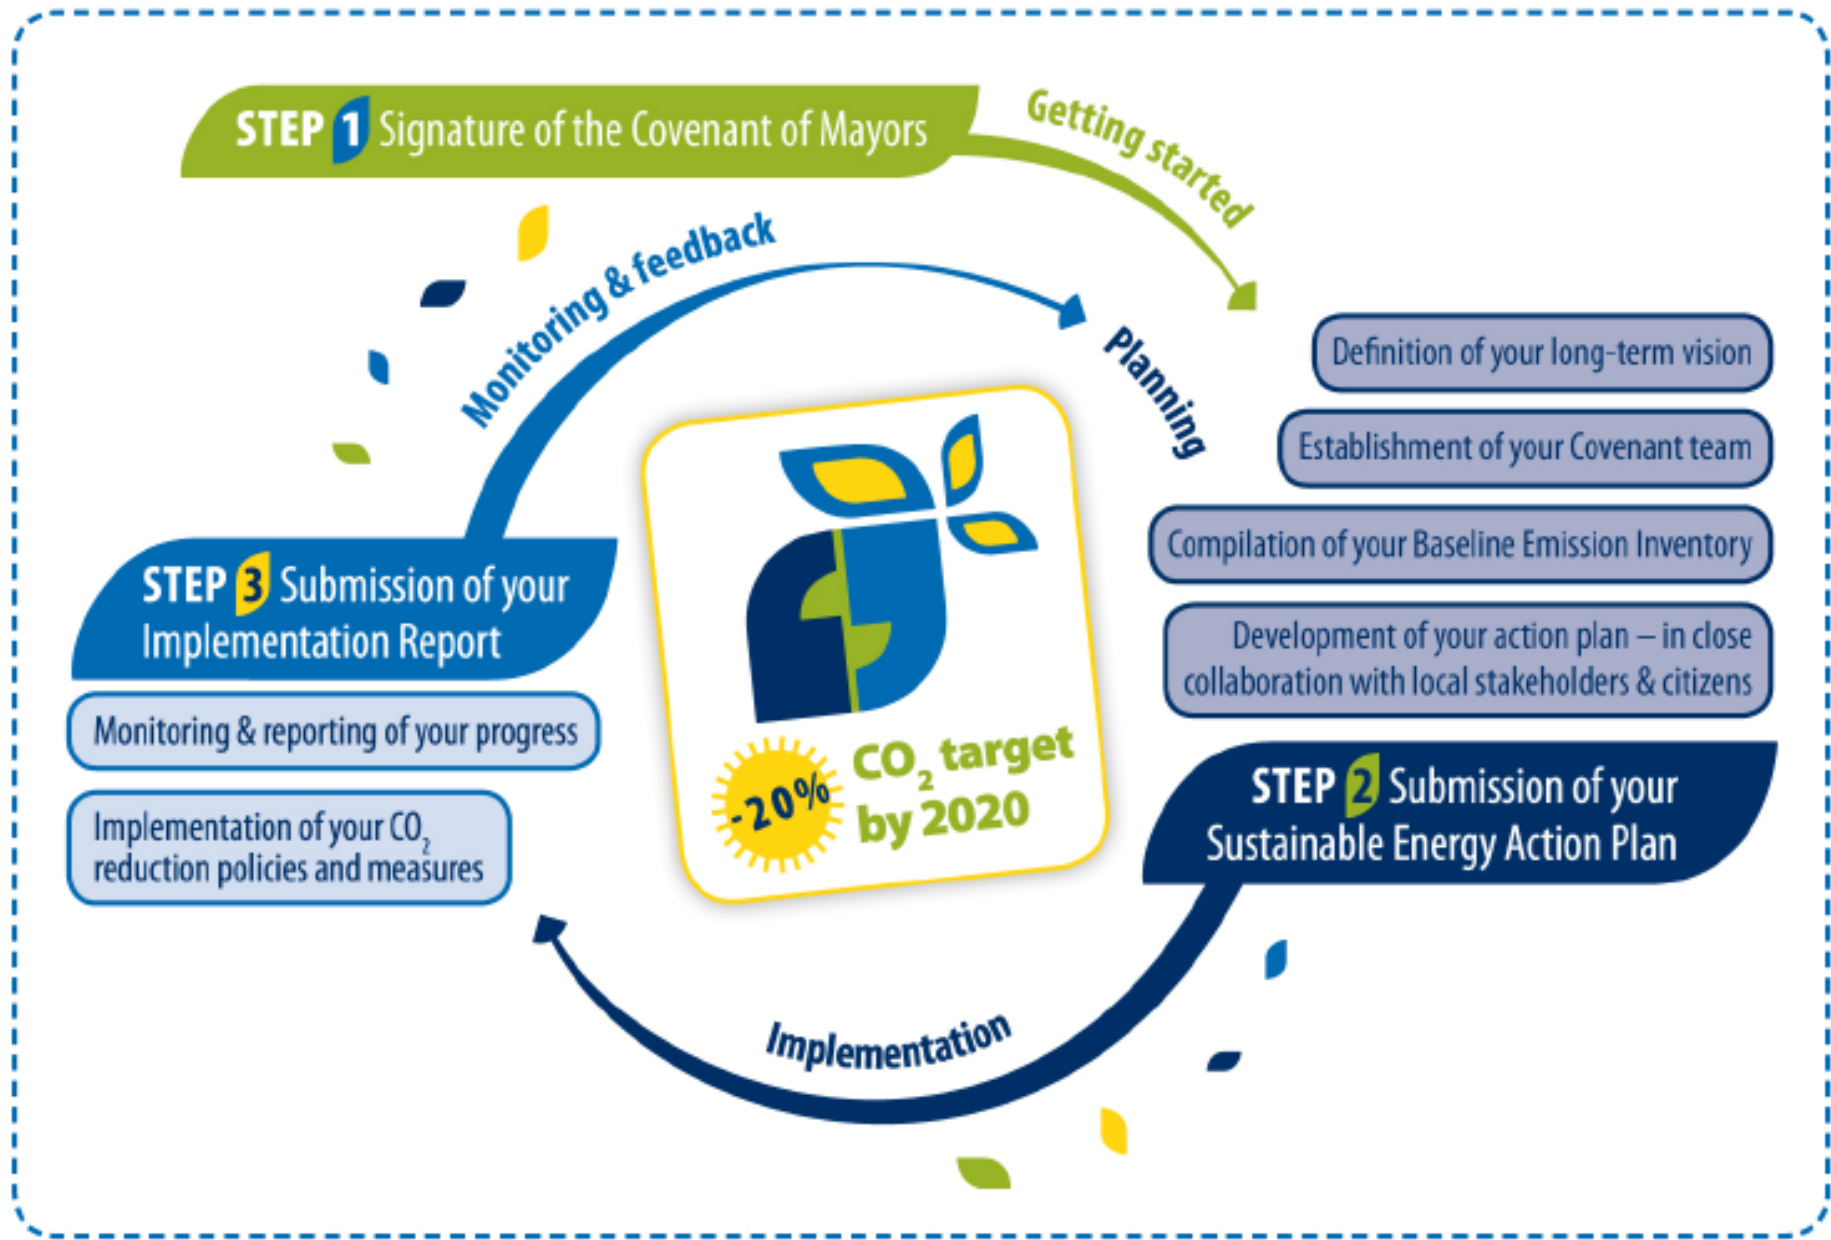 STEP 1 Signature of the Covenant of Mayors
Getting started
Monitoring & feedback
Planning
Definition of your long-term vision
Establishment of your Covenant team
Compilation of your Baseline Emission Inventory
Development of your action plan – in close
collaboration with local stakeholders & citizens
STEP 2 Submission of your
Sustainable Energy Action Plan
Implementation
STEP 3 Submission of your
Implementation Report
Monitoring & reporting of your progress
Implementation of your CO₂
reduction policies and measures
-20%
CO₂ target
by 2020